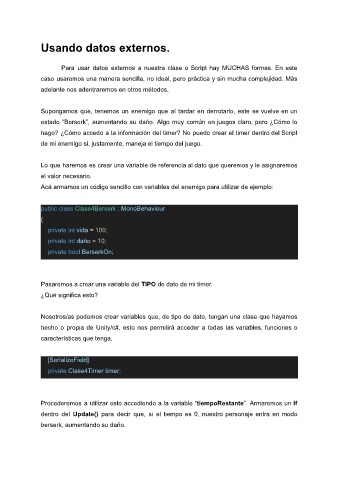 Usando datos externos.
Para usar datos externos a nuestra clase o Script hay MUCHAS formas. En este
caso usaremos una manera sencilla, no ideal, pero práctica y sin mucha complejidad. Más
adelante nos adentraremos en otros métodos.
Supongamos que, tenemos un enemigo que al tardar en derrotarlo, este se vuelve en un
estado "Berserk", aumentando su daño. Algo muy común en juegos claro, pero ¿Cómo lo
hago? ¿Cómo accedo a la información del timer? No puedo crear el timer dentro del Script
de mi enemigo si, justamente, maneja el tiempo del juego.
Lo que haremos es crear una variable de referencia al dato que queremos y le asignaremos
el valor necesario.
Acá armamos un código sencillo con variables del enemigo para utilizar de ejemplo:
public class Clase4Berserk : MonoBehaviour
{
private int vida = 100;
private int daño = 10;
private bool BerserkOn;
Pasaremos a crear una variable del TIPO de dato de mi timer.
¿Qué significa esto?
Nosotros/as podemos crear variables que, de tipo de dato, tengan una clase que hayamos
hecho o propia de Unity/c#, esto nos permitirá acceder a todas las variables, funciones o
características que tenga.
[SerializeField]
private Clase4Timer timer;
Procederemos a utilizar esto accediendo a la variable "tiempoRestante". Armaremos un if
dentro del Update() para decir que, si el tiempo es 0, nuestro personaje entra en modo
berserk, aumentando su daño.